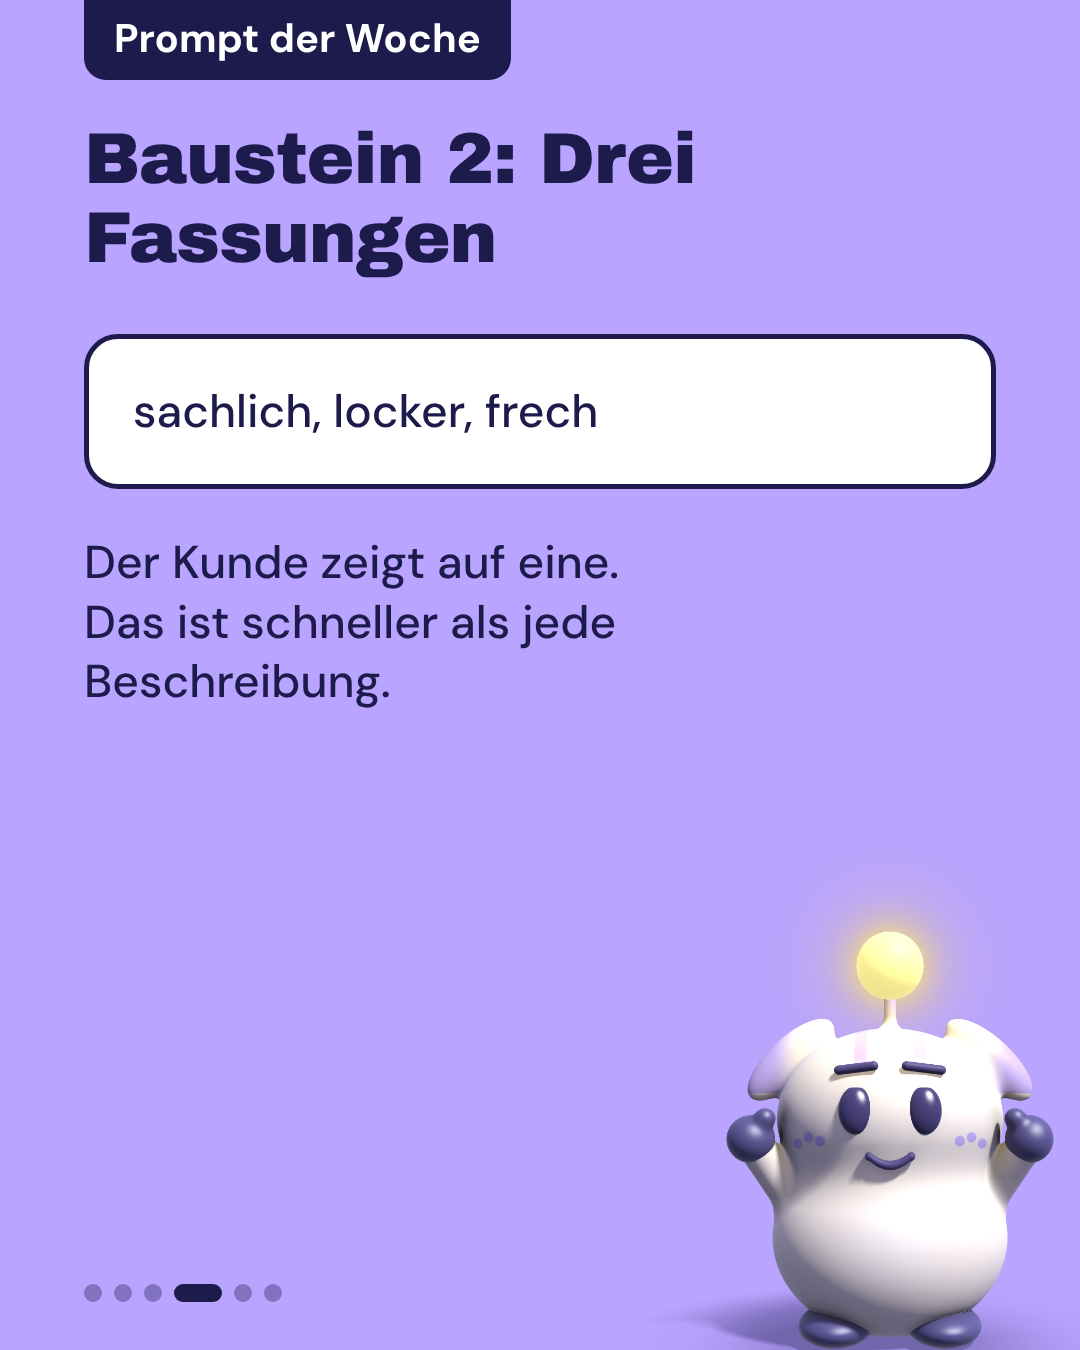 Prompt der Woche
Baustein 2: Drei
Fassungen
sachlich, locker, frech
Der Kunde zeigt auf eine.
Das ist schneller als jede
Beschreibung.